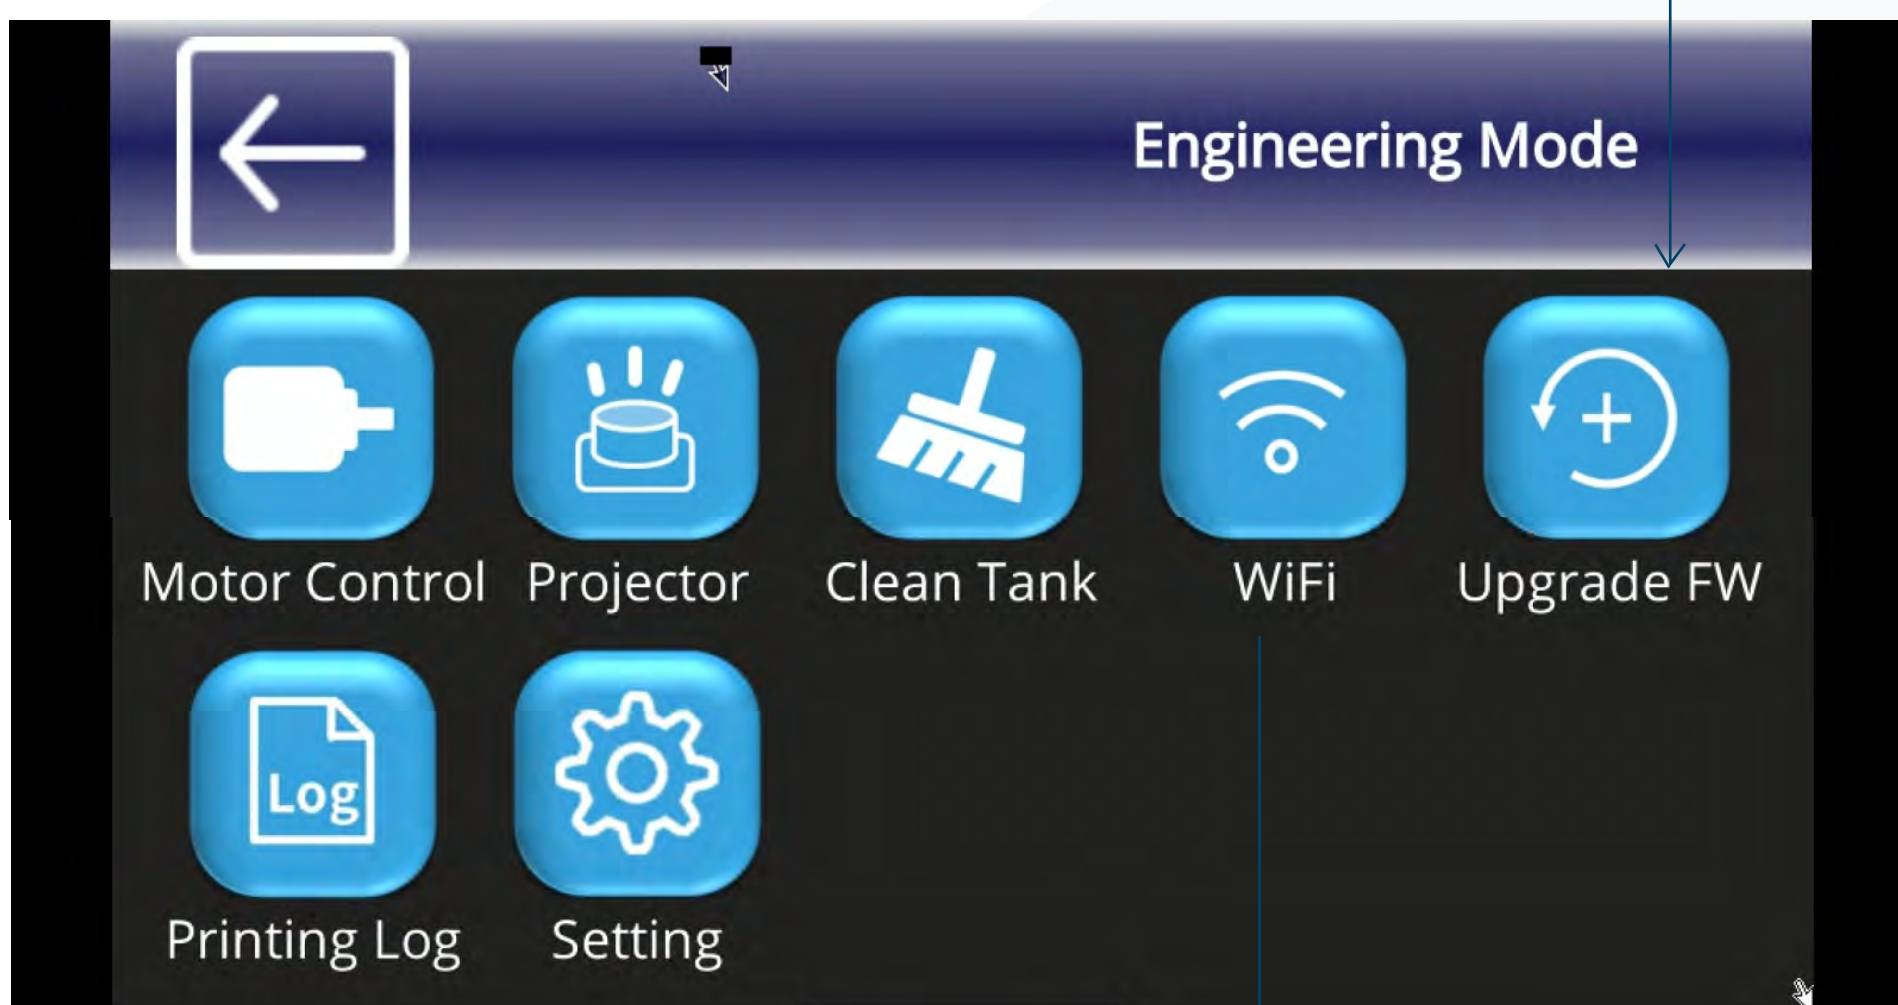 Engineering Mode
Motor Control
Projector
Clean Tank
WiFi
Upgrade FW
Log
Printing Log
Setting